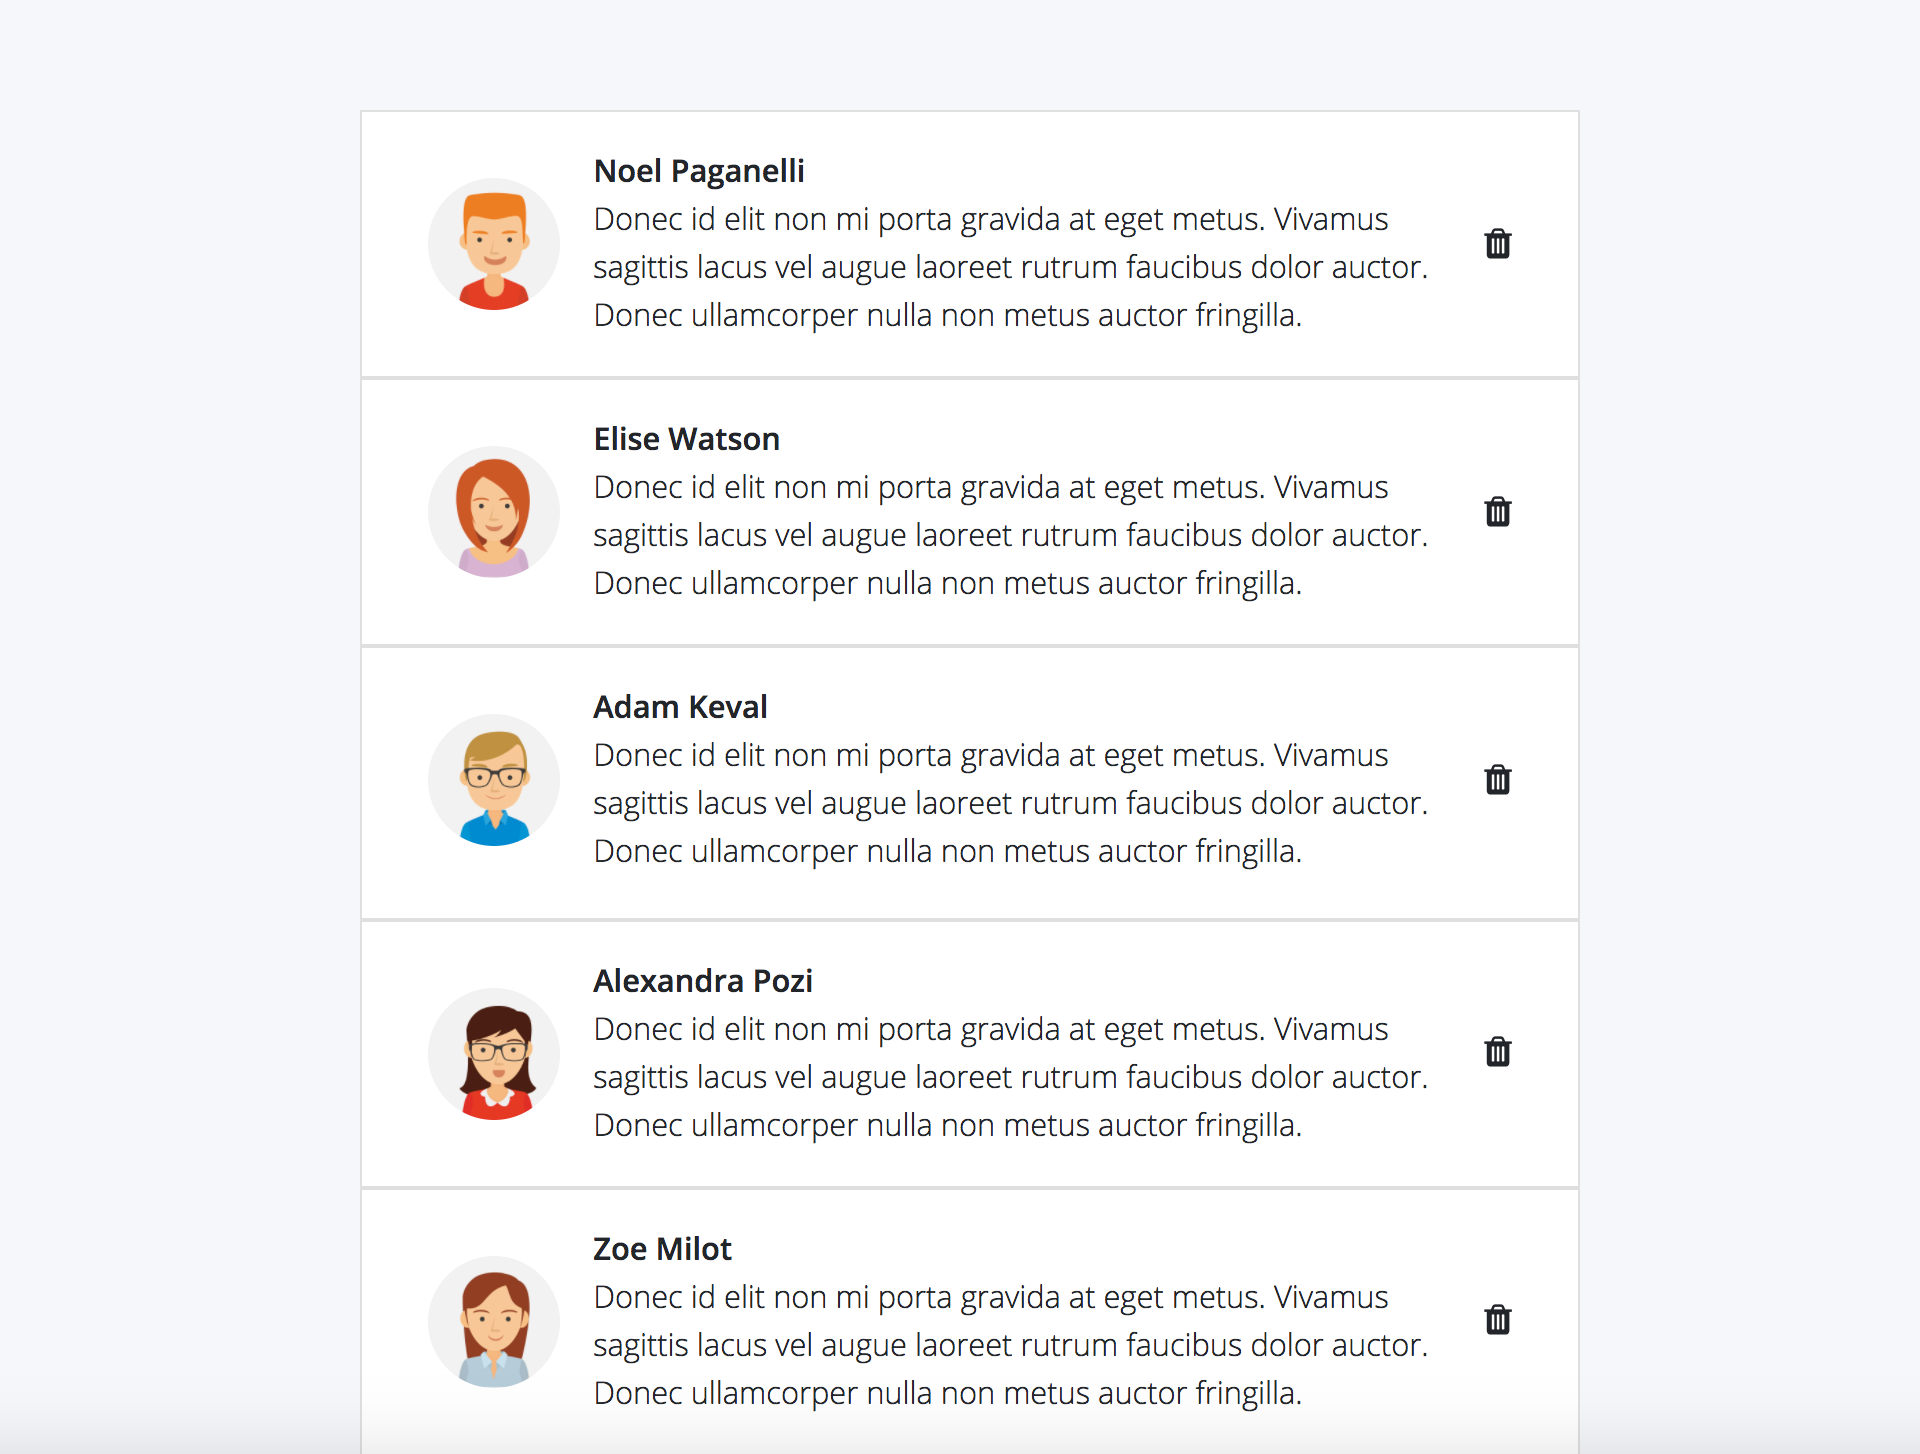 Noel Paganelli
Donec id elit non mi porta gravida at eget metus. Vivamus
sagittis lacus vel augue laoreet rutrum faucibus dolor auctor.
Donec ullamcorper nulla non metus auctor fringilla.
Elise Watson
Donec id elit non mi porta gravida at eget metus. Vivamus
sagittis lacus vel augue laoreet rutrum faucibus dolor auctor.
Donec ullamcorper nulla non metus auctor fringilla.
Adam Keval
Donec id elit non mi porta gravida at eget metus. Vivamus
sagittis lacus vel augue laoreet rutrum faucibus dolor auctor.
Donec ullamcorper nulla non metus auctor fringilla.
Alexandra Pozi
Donec id elit non mi porta gravida at eget metus. Vivamus
sagittis lacus vel augue laoreet rutrum faucibus dolor auctor.
Donec ullamcorper nulla non metus auctor fringilla.
Zoe Milot
Donec id elit non mi porta gravida at eget metus. Vivamus
sagittis lacus vel augue laoreet rutrum faucibus dolor auctor.
Donec ullamcorper nulla non metus auctor fringilla.